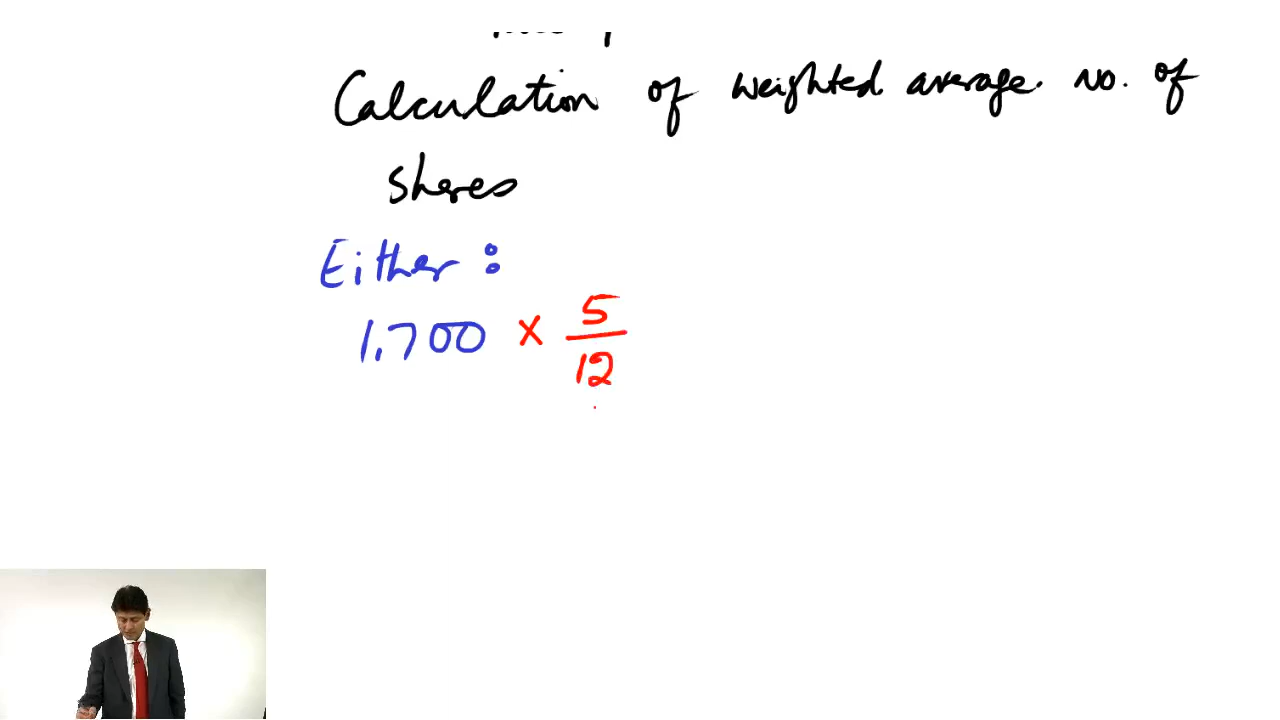 Calculation of weighted average no. of
shares
Either :
1,700 × 5/12